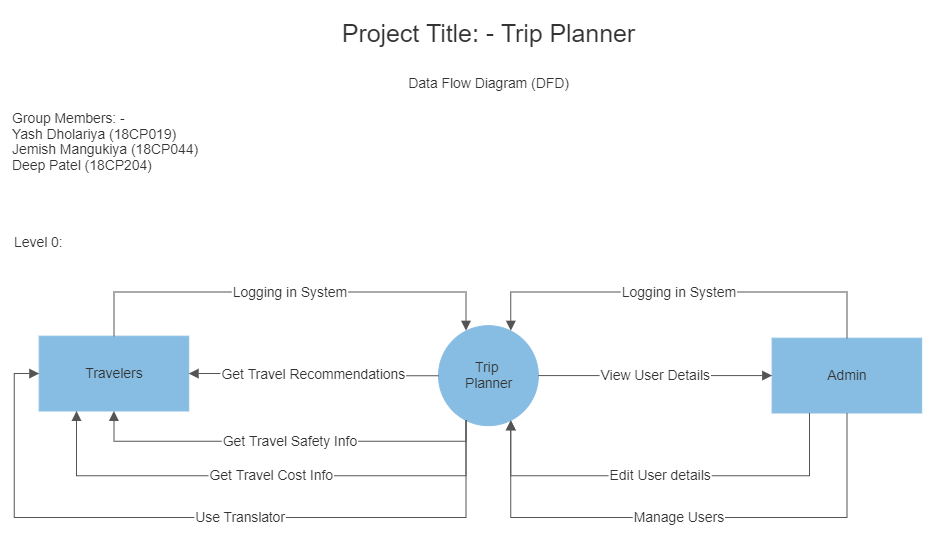 Project Title: - Trip Planner
Data Flow Diagram (DFD)
Group Members: -
Yash Dholariya (18CP019)
Jemish Mangukiya (18CP044)
Deep Patel (18CP204)
Level 0:
Logging in System
Logging in System
Travelers
Get Travel Recommendations
Trip
Planner
View User Details
Admin
Get Travel Safety Info
Get Travel Cost Info
Edit User details
Use Translator
Manage Users